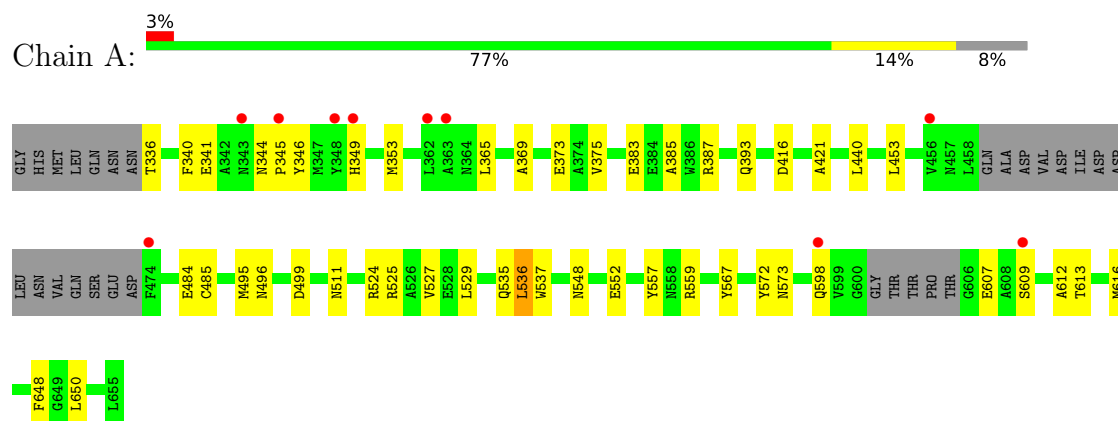 3%
Chain A:
77% 14% 8%
GLY HIS MET LEU GLN ASN ASN T336 F340 E341 A342 N343 N344 P345 Y346 M347 Y348 H349 M353 L362 A363 N364 L365 A369 E373 A374 V375 E383 E384 A385 W386 R387 Q393 D416 A421 L440 L453 V456 N457 L458 GLN ALA ASP VAL ASP ILE ASP ASP
LEU ASN VAL GLN SER GLU ASP F474 E484 C485 M495 N496 D499 N511 R524 R525 A526 V527 E528 L529 Q535 L536 W537 N548 E552 Y557 N558 R559 Y567 Y572 N573 Q598 V599 G600 GLY THR THR PRO THR G606 E607 A608 S609 A612 T613 M616
F648 G649 L650 L655